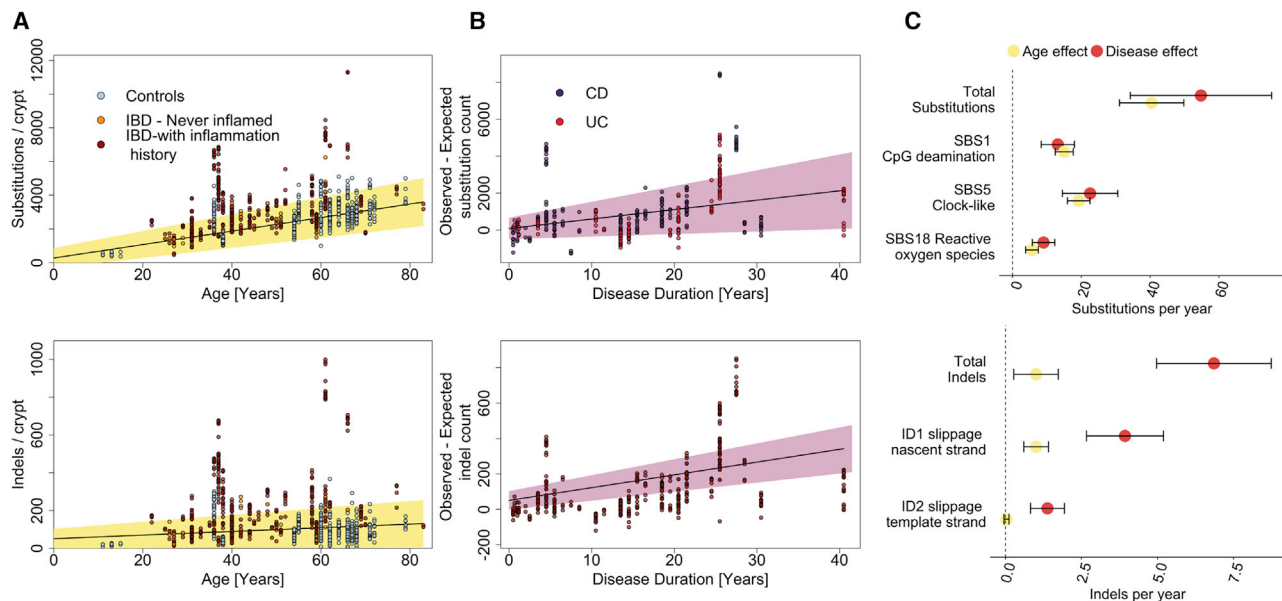 A
Substitutions / crypt
12000
8000
4000
0
Controls
IBD - Never inflamed
IBD-with inflammation
history
0 20 40 60 80
Age [Years]
Indels / crypt
1000
600
200
0
0 20 40 60 80
Age [Years]
B
Observed - Expected
substitution count
6000
2000
0
CD
UC
0 10 20 30 40
Disease Duration [Years]
Observed - Expected
indel count
600
200
0
-200
0 10 20 30 40
Disease Duration [Years]
C
Age effect Disease effect
Total
Substitutions
SBS1
CpG deamination
SBS5
Clock-like
SBS18 Reactive
oxygen species
0 20 60
Substitutions per year
Total
Indels
ID1 slippage
nascent strand
ID2 slippage
template strand
0.0 2.5 5.0 7.5
Indels per year